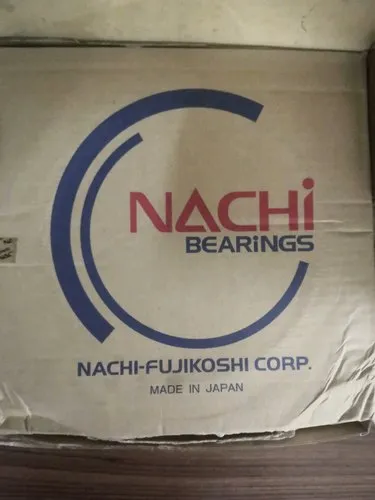 NACHi
BEARiNGS
NACHI-FUJIKOSHI CORP.
MADE IN JAPAN